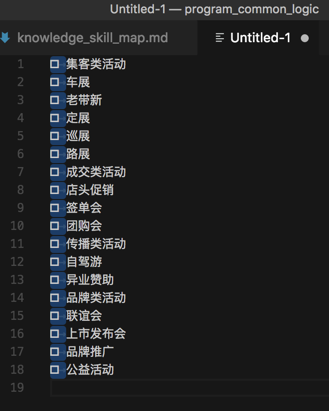 Untitled-1 — program_common_logic
knowledge_skill_map.md
Untitled-1
1 □→集客类活动
2 □→车展
3 □→老带新
4 □→定展
5 □→巡展
6 □→路展
7 □→成交类活动
8 □→店头促销
9 □→签单会
10 □→团购会
11 □→传播类活动
12 □→自驾游
13 □→异业赞助
14 □→品牌类活动
15 □→联谊会
16 □→上市发布会
17 □→品牌推广
18 □→公益活动
19